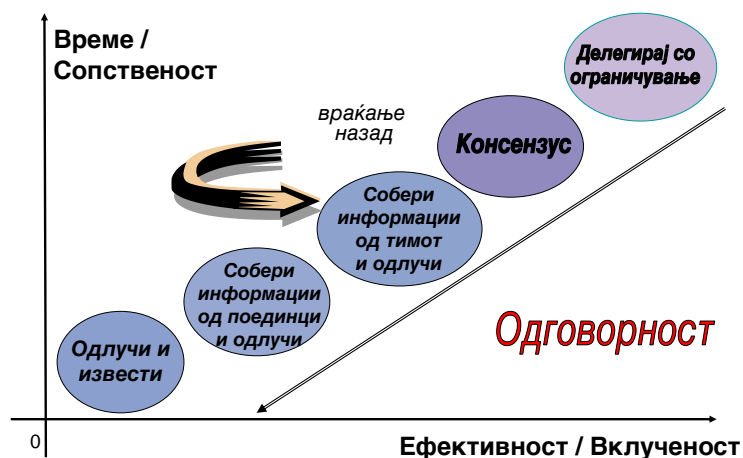 Време /
Сопственост
Делегирај со
ограничување
враќање
назад
Консензус
Собери
информации
од тимот
и одлучи
Собери
информации
од поединци
и одлучи
Одлучи и
извести
Одговорност
0
Ефективност / Вклученост